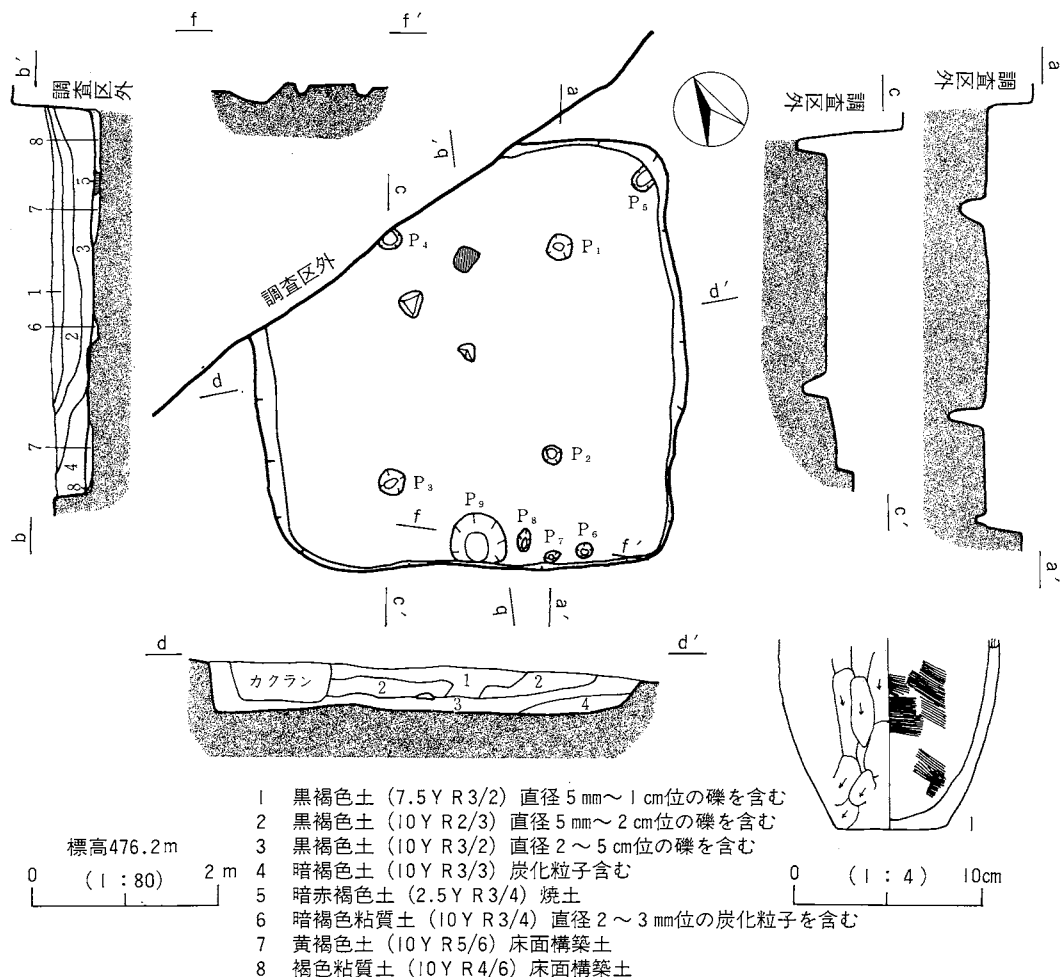 f f'
b' 調査区外
a 調査区外
c 調査区外
a
b'
c
8
5
7
3
1
6
2
7
4
8
b
P5
P4
P1
調査区外
d'
d
P2
P3
P9
f
P8
P7
P6
f'
c' b a'
c'
a'
d d'
カクラン 2 1 2 3 4
1 黒褐色土 (7.5YR3/2) 直径5mm~1cm位の礫を含む
2 黒褐色土 (10YR2/3) 直径5mm~2cm位の礫を含む
3 黒褐色土 (10YR3/2) 直径2~5cm位の礫を含む
4 暗褐色土 (10YR3/3) 炭化粒子含む
5 暗赤褐色土 (2.5YR3/4) 焼土
6 暗褐色粘質土 (10YR3/4) 直径2~3mm位の炭化粒子を含む
7 黄褐色土 (10YR5/6) 床面構築土
8 褐色粘質土 (10YR4/6) 床面構築土
標高476.2m
0 (1:80) 2m
1
0 (1:4) 10cm